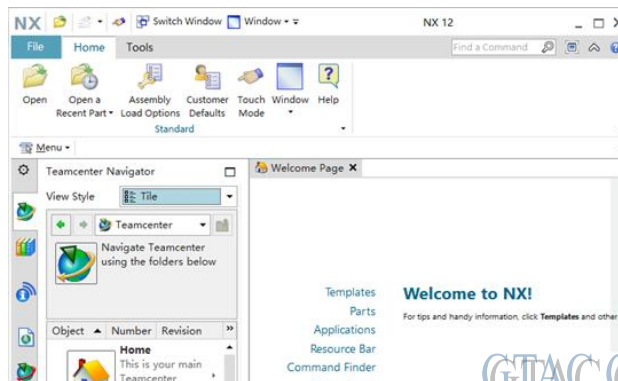 NX Switch Window Window NX 12
File Home Tools Find a Command
Open Open a Recent Part Assembly Load Options Customer Defaults Touch Mode Window Help
Standard
Menu
Teamcenter Navigator Welcome Page
View Style Tile
Teamcenter
Navigate Teamcenter
using the folders below
Templates Welcome to NX!
Parts For tips and handy information, click Templates and other
Applications
Object Number Revision
Resource Bar
Home
This is your main Command Finder
Teamcenter
GTAC